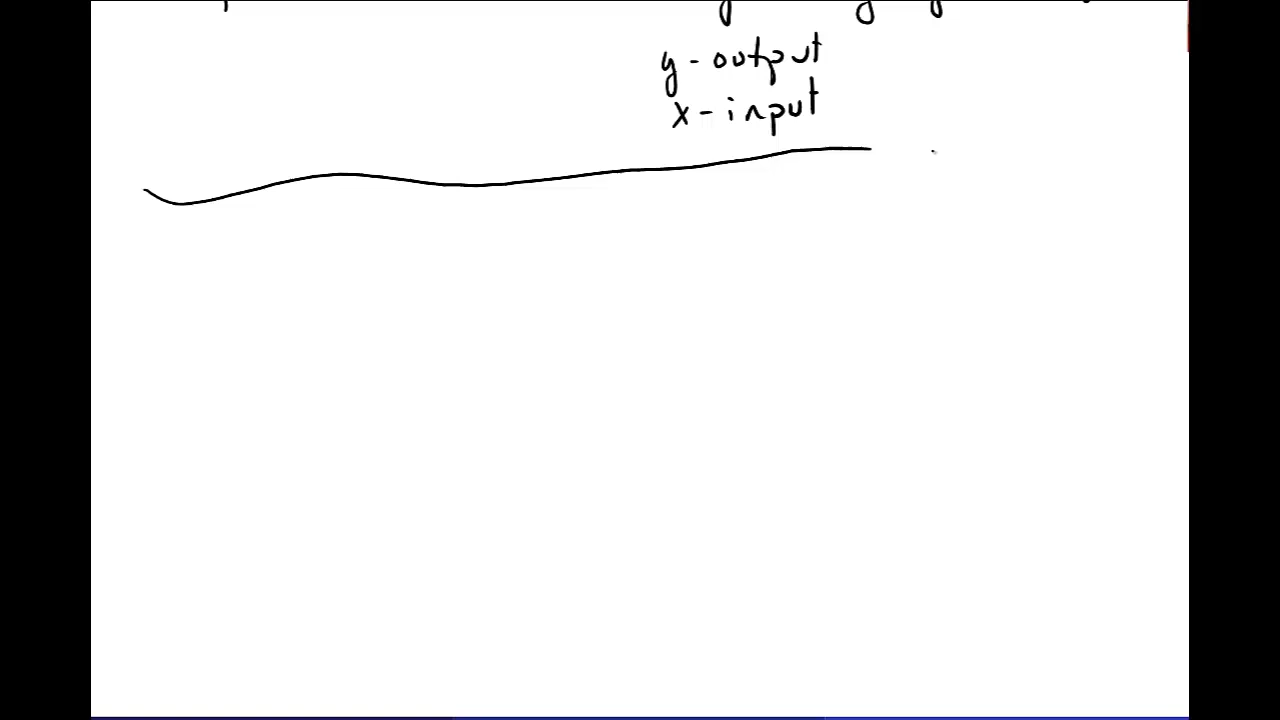 y - output
x - input